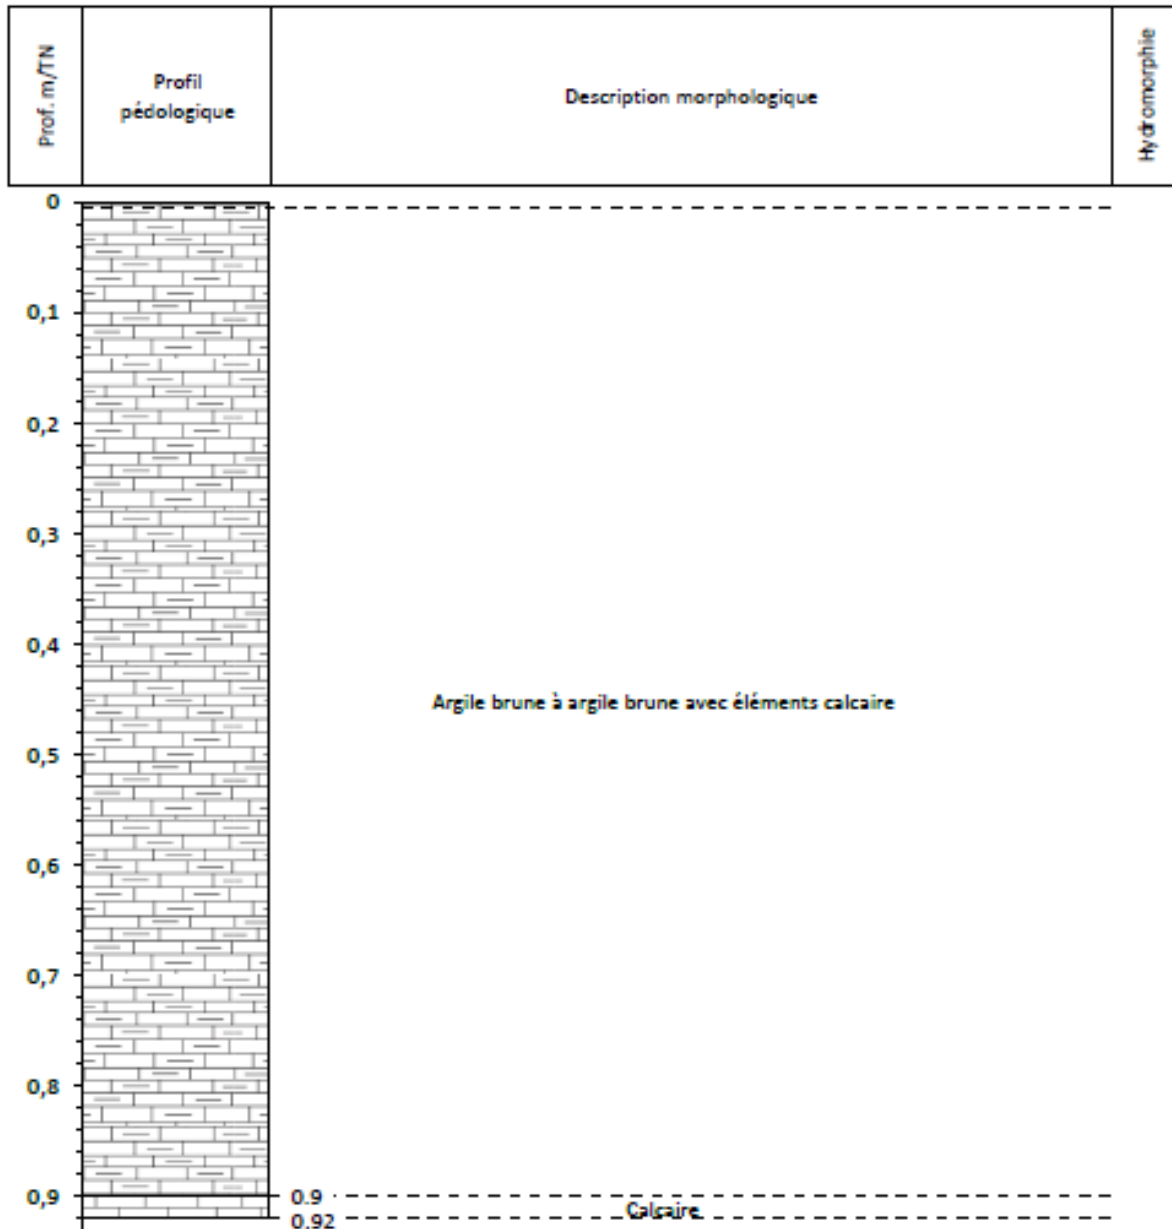 Prof. m/TN
Profil
pédologique
Description morphologique
Hydromorphie
0
0,1
0,2
0,3
0,4
Argile brune à argile brune avec éléments calcaire
0,5
0,6
0,7
0,8
0,9
0.9
Calcaire
0.92